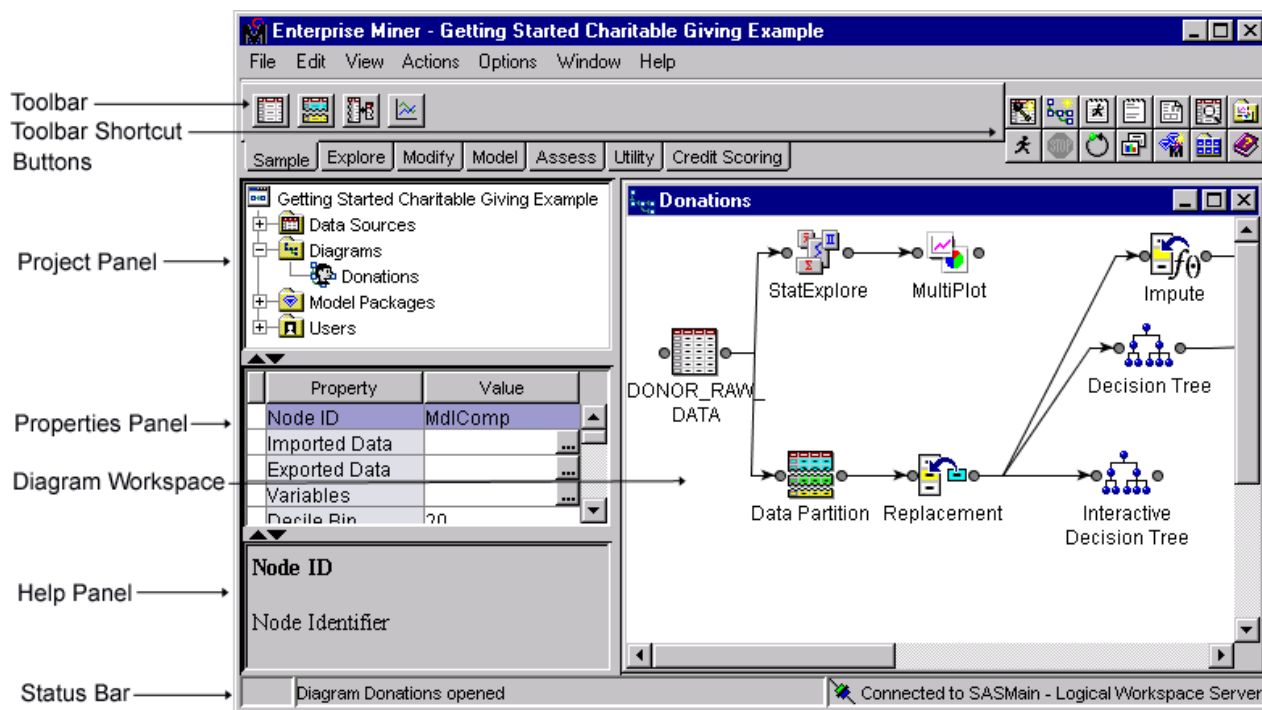 Enterprise Miner - Getting Started Charitable Giving Example
File Edit View Actions Options Window Help
Toolbar
Toolbar Shortcut
Buttons
STOP
Sample Explore Modify Model Assess Utility Credit Scoring
Project Panel
Getting Started Charitable Giving Example
Data Sources
Diagrams
Donations
Model Packages
Users
Properties Panel
Diagram Workspace
Property Value
Node ID MdlComp
Imported Data ...
Exported Data ...
Variables ...
Decile Bin 20
Help Panel
Node ID
Node Identifier
Donations
StatExplore
MultiPlot
Impute
DONOR_RAW_
DATA
Decision Tree
Data Partition
Replacement
Interactive
Decision Tree
Status Bar
Diagram Donations opened
Connected to SASMain - Logical Workspace Server